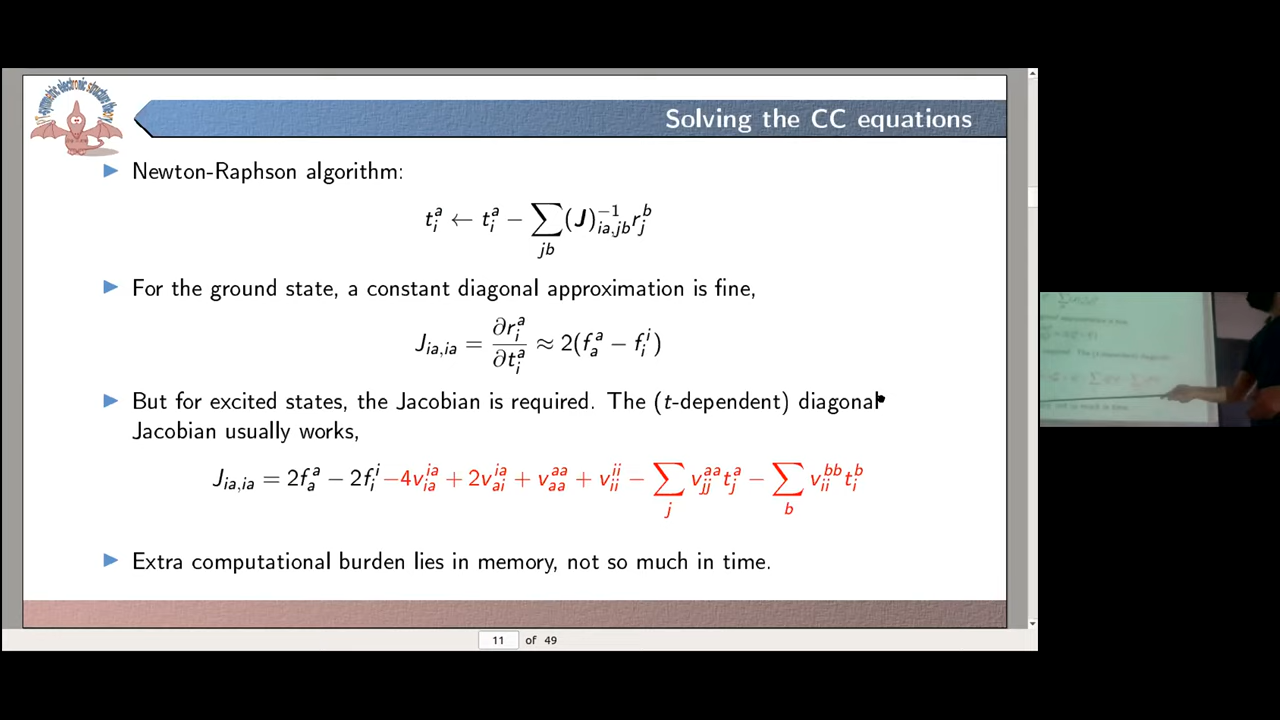 Solving the CC equations
Newton-Raphson algorithm:
t_i^a ← t_i^a − ∑_{jb} (J)^{−1}_{ia,jb} r_j^b
For the ground state, a constant diagonal approximation is fine,
J_{ia,ia} = ∂r_i^a / ∂t_i^a ≈ 2(f_a^a − f_i^i)
But for excited states, the Jacobian is required. The (t-dependent) diagonal
Jacobian usually works,
J_{ia,ia} = 2f_a^a − 2f_i^i −4v_{ia}^{ia} + 2v_{ai}^{ia} + v_{aa}^{aa} + v_{ii}^{ii} − ∑_j v_{jj}^{aa} t_j^a − ∑_b v_{ii}^{bb} t_i^b
Extra computational burden lies in memory, not so much in time.
11 of 49